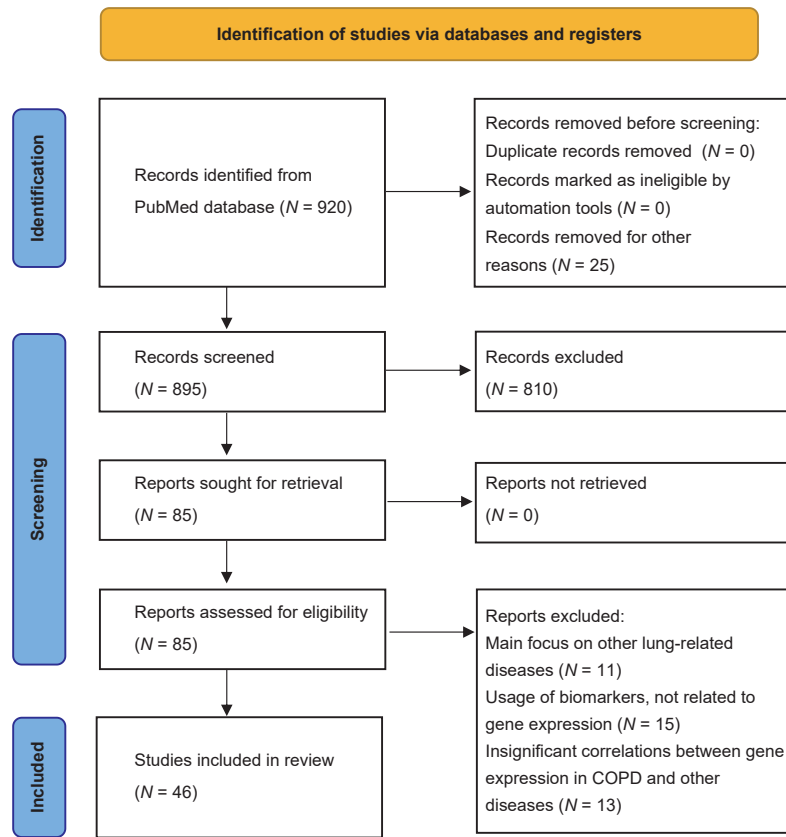 Identification of studies via databases and registers
Identification
Records identified from
PubMed database (N = 920)
Records removed before screening:
Duplicate records removed (N = 0)
Records marked as ineligible by
automation tools (N = 0)
Records removed for other
reasons (N = 25)
Screening
Records screened
(N = 895)
Records excluded
(N = 810)
Reports sought for retrieval
(N = 85)
Reports not retrieved
(N = 0)
Reports assessed for eligibility
(N = 85)
Reports excluded:
Main focus on other lung-related
diseases (N = 11)
Usage of biomarkers, not related to
gene expression (N = 15)
Insignificant correlations between gene
expression in COPD and other
diseases (N = 13)
Included
Studies included in review
(N = 46)